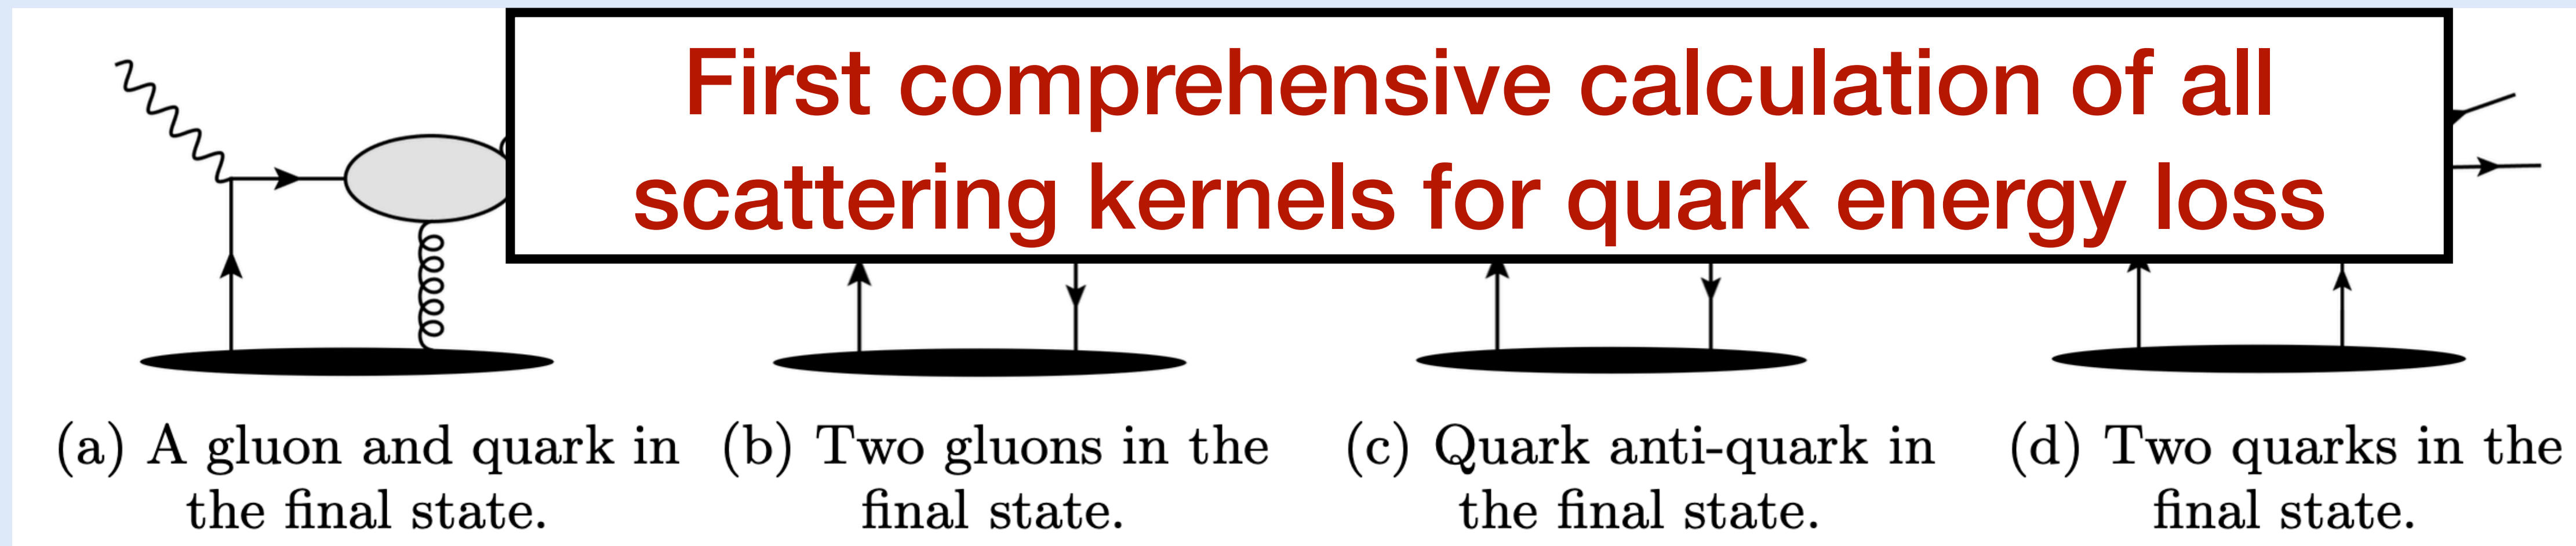 First comprehensive calculation of all
scattering kernels for quark energy loss
(a) A gluon and quark in
the final state.
(b) Two gluons in the
final state.
(c) Quark anti-quark in
the final state.
(d) Two quarks in the
final state.